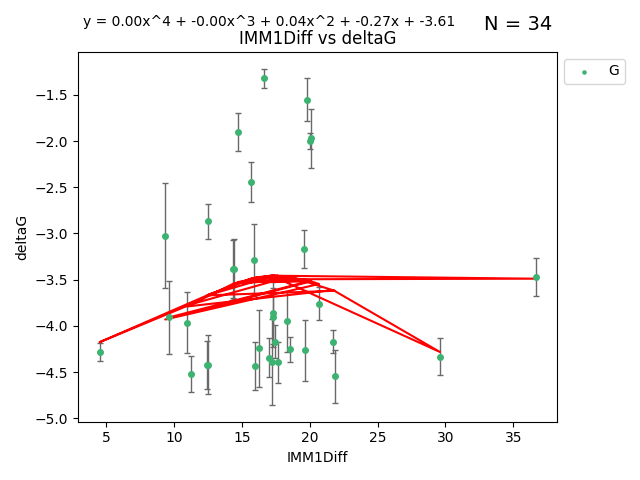 y = 0.00x^4 + -0.00x^3 + 0.04x^2 + -0.27x + -3.61
N = 34
IMM1Diff vs deltaG
G
deltaG
−1.5
−2.0
−2.5
−3.0
−3.5
−4.0
−4.5
−5.0
5 10 15 20 25 30 35
IMM1Diff